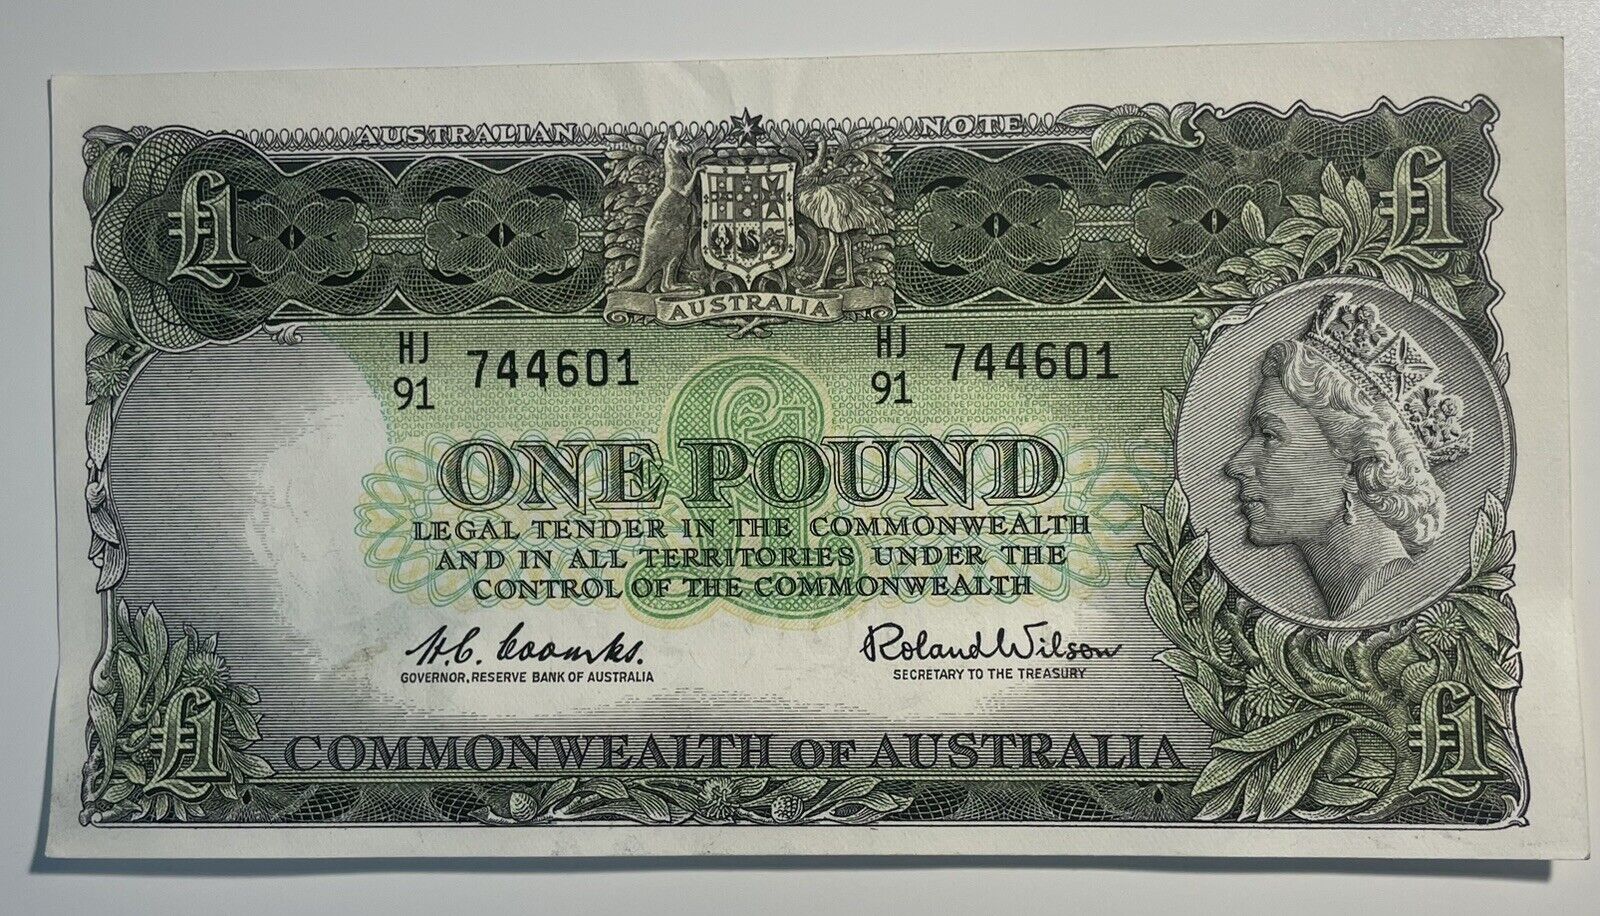 AUSTRALIAN NOTE
£1 £1
AUSTRALIA
HJ 91 744601 HJ 91 744601
ONE POUND
LEGAL TENDER IN THE COMMONWEALTH
AND IN ALL TERRITORIES UNDER THE
CONTROL OF THE COMMONWEALTH
H.C. Coombs. Roland Wilson
GOVERNOR, RESERVE BANK OF AUSTRALIA SECRETARY TO THE TREASURY
£1 COMMONWEALTH OF AUSTRALIA £1